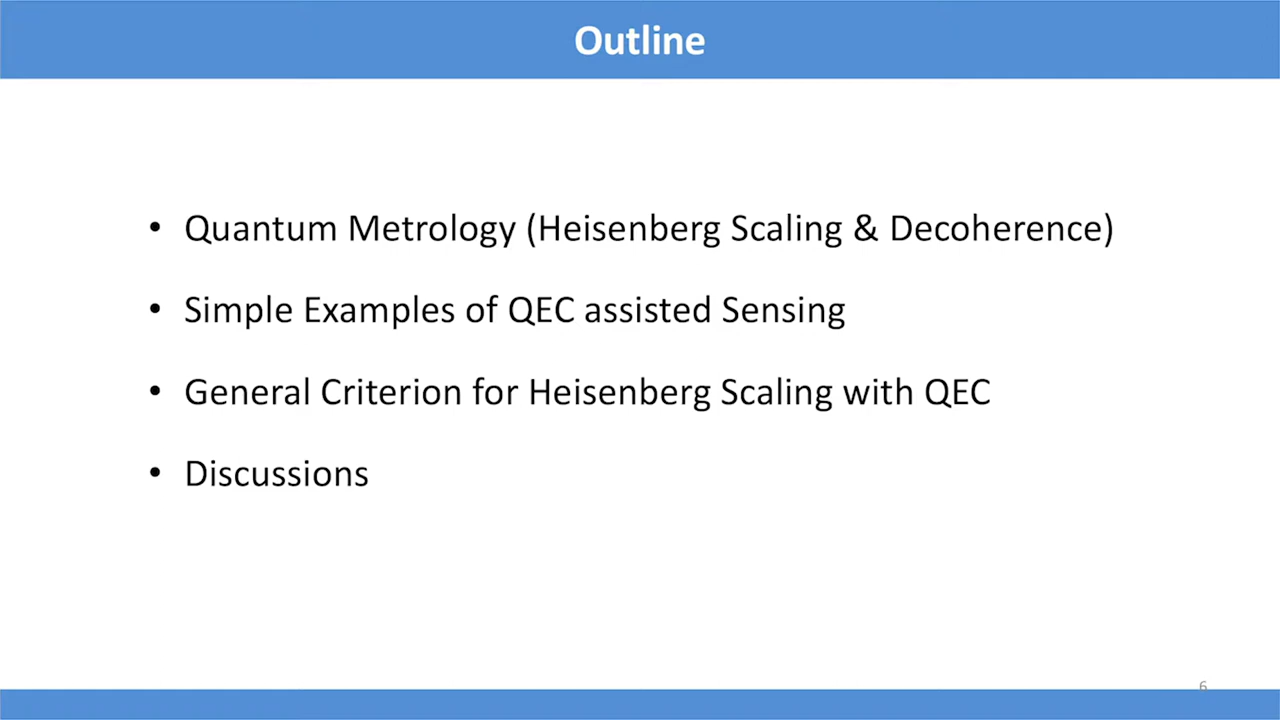 Outline
• Quantum Metrology (Heisenberg Scaling & Decoherence)
• Simple Examples of QEC assisted Sensing
• General Criterion for Heisenberg Scaling with QEC
• Discussions
6